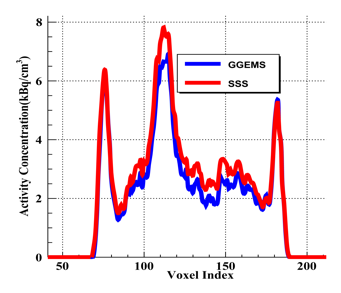 Activity Concentration(kBq/cm³)
8
6
4
2
0
GGEMS
SSS
50 100 150 200
Voxel Index